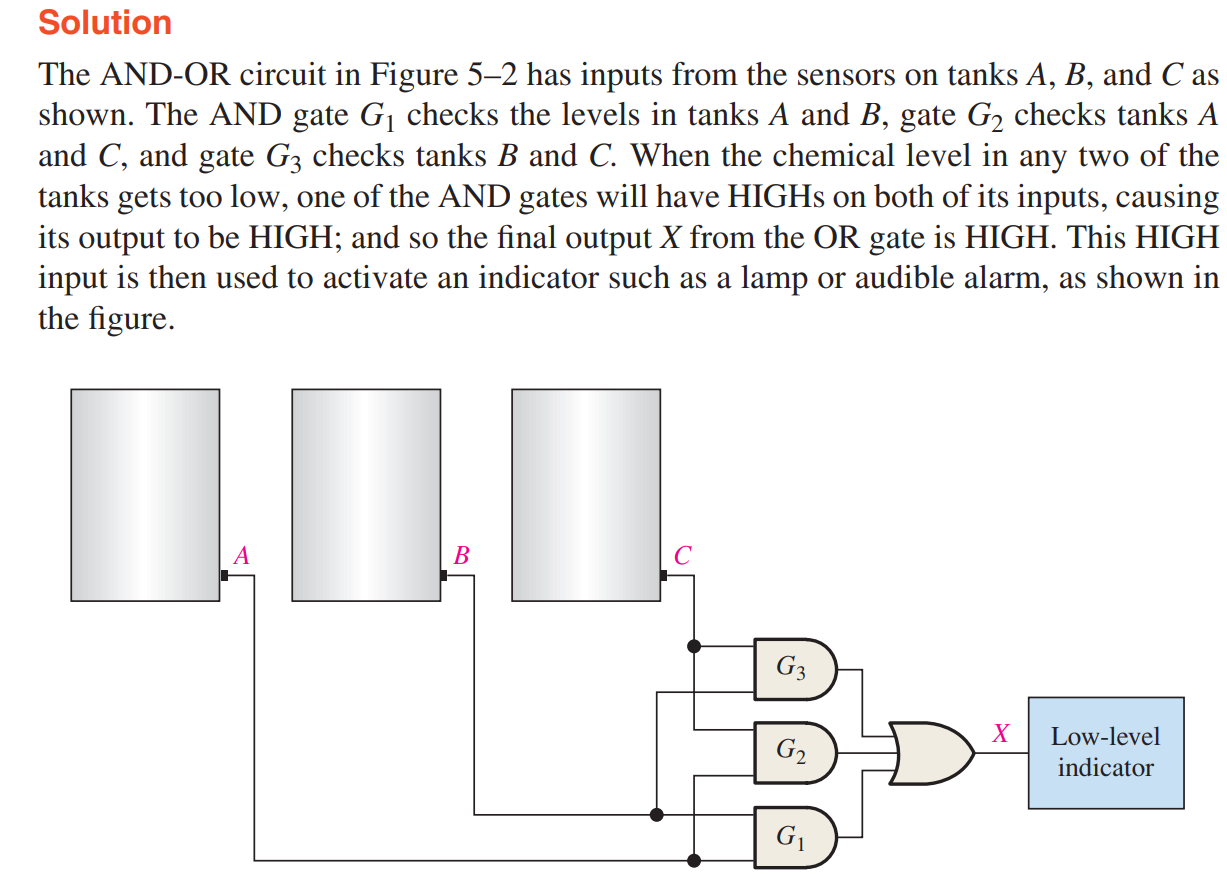 Solution
The AND-OR circuit in Figure 5–2 has inputs from the sensors on tanks A, B, and C as
shown. The AND gate G₁ checks the levels in tanks A and B, gate G₂ checks tanks A
and C, and gate G₃ checks tanks B and C. When the chemical level in any two of the
tanks gets too low, one of the AND gates will have HIGHs on both of its inputs, causing
its output to be HIGH; and so the final output X from the OR gate is HIGH. This HIGH
input is then used to activate an indicator such as a lamp or audible alarm, as shown in
the figure.
A
B
C
G₃
G₂
G₁
X
Low-level
indicator